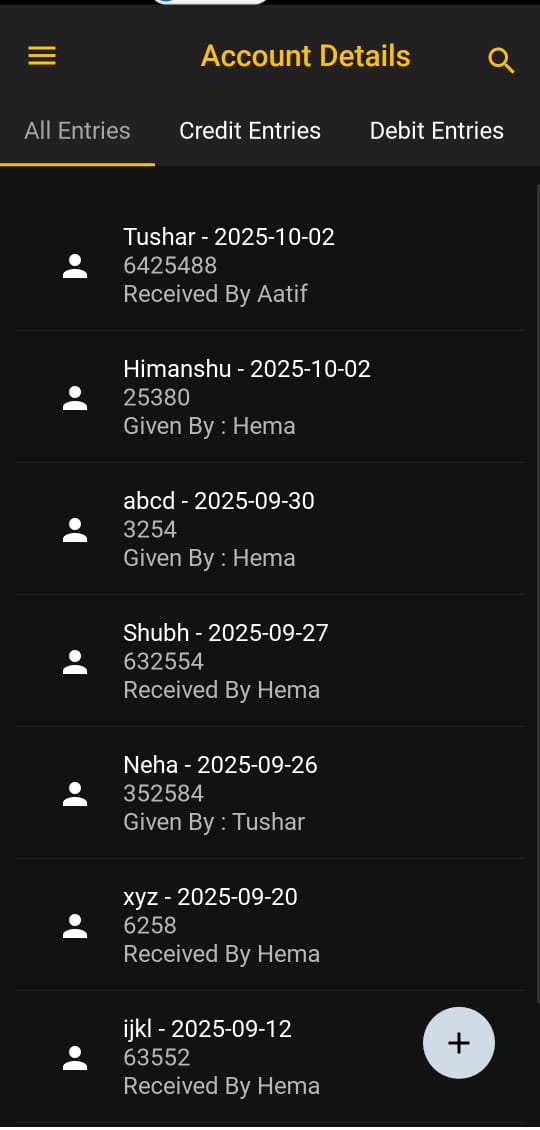 Account Details
All Entries Credit Entries Debit Entries
Tushar - 2025-10-02
6425488
Received By Aatif
Himanshu - 2025-10-02
25380
Given By : Hema
abcd - 2025-09-30
3254
Given By : Hema
Shubh - 2025-09-27
632554
Received By Hema
Neha - 2025-09-26
352584
Given By : Tushar
xyz - 2025-09-20
6258
Received By Hema
ijkl - 2025-09-12
63552
Received By Hema